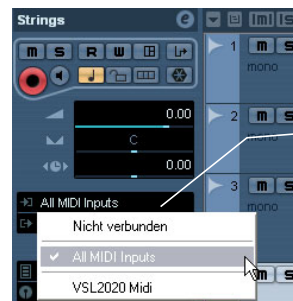 Strings e
m s R W
0.00
C
0.00
All MIDI Inputs
Nicht verbunden
✓ All MIDI Inputs
VSL2020 Midi
1 m s
mono
2 m s
mono
3 m s
mono
m s